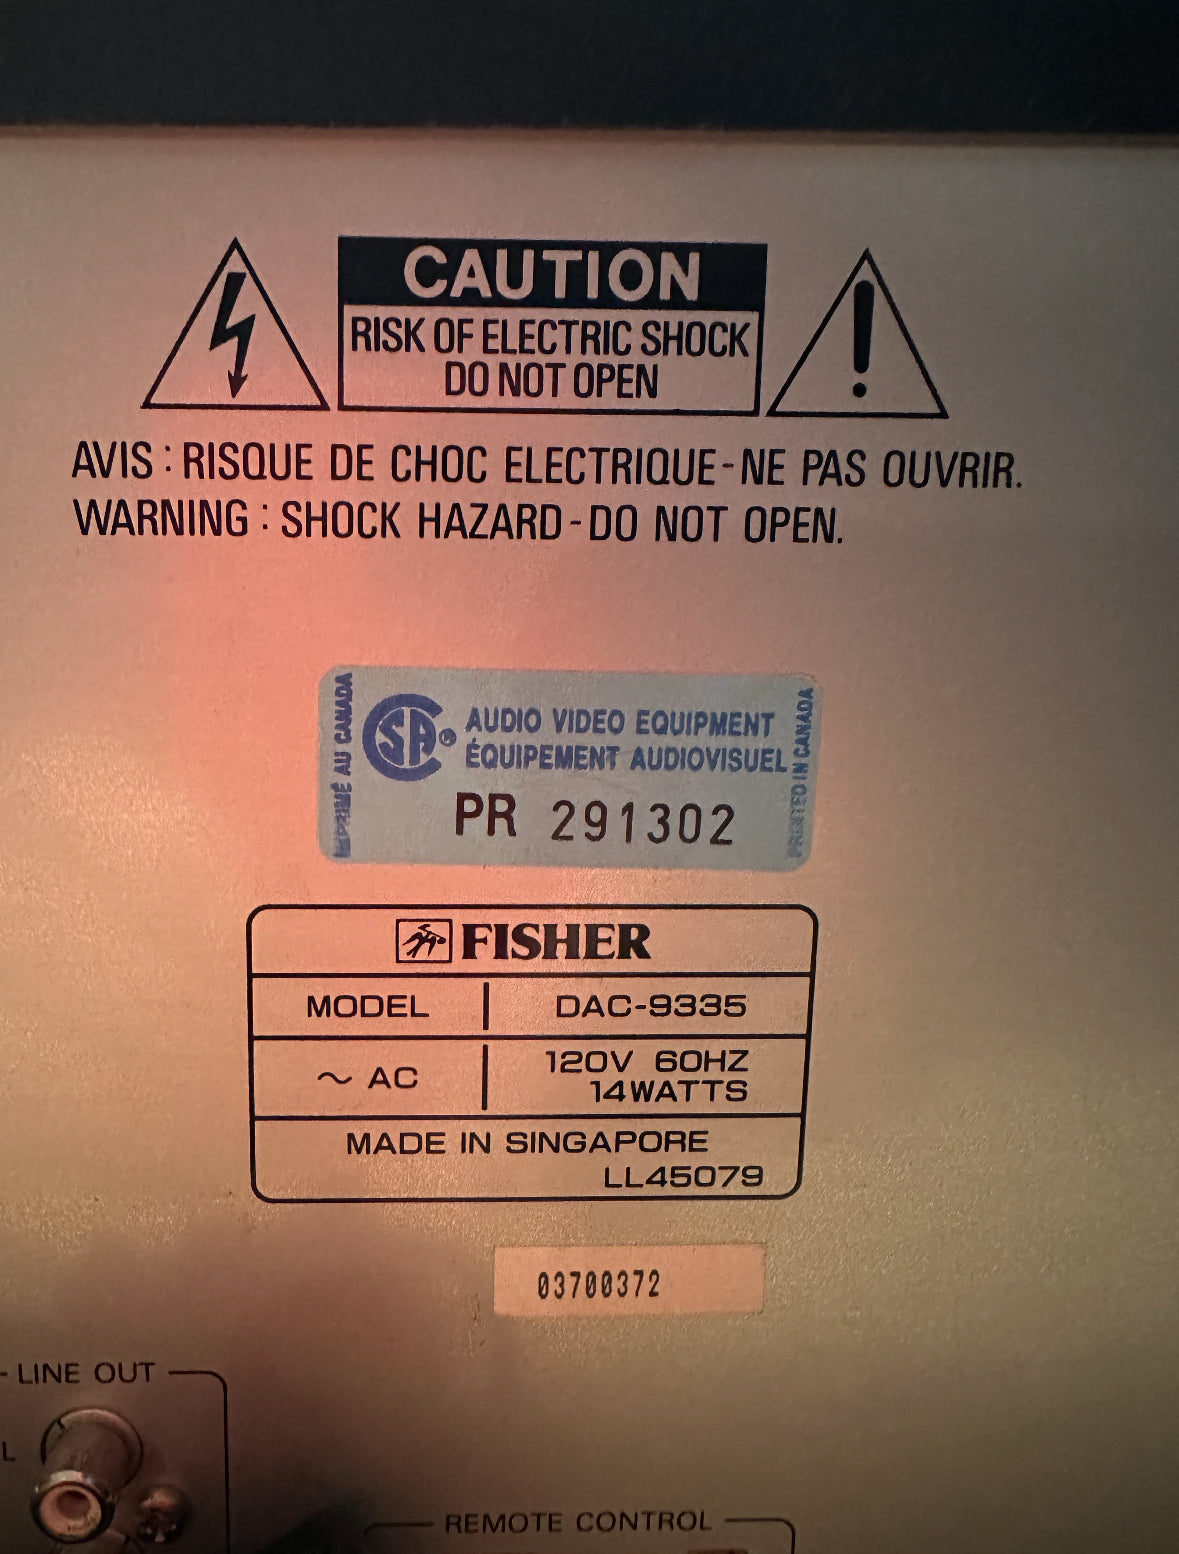 CAUTION
RISK OF ELECTRIC SHOCK
DO NOT OPEN
AVIS : RISQUE DE CHOC ELECTRIQUE-NE PAS OUVRIR.
WARNING : SHOCK HAZARD-DO NOT OPEN.
IMPRIMÉ AU CANADA
CSA® AUDIO VIDEO EQUIPMENT
ÉQUIPEMENT AUDIOVISUEL
PR 291302
PRINTED IN CANADA
FISHER
MODEL DAC-9335
~ AC 120V 60HZ
14WATTS
MADE IN SINGAPORE
LL45079
03700372
LINE OUT
L
REMOTE CONTROL